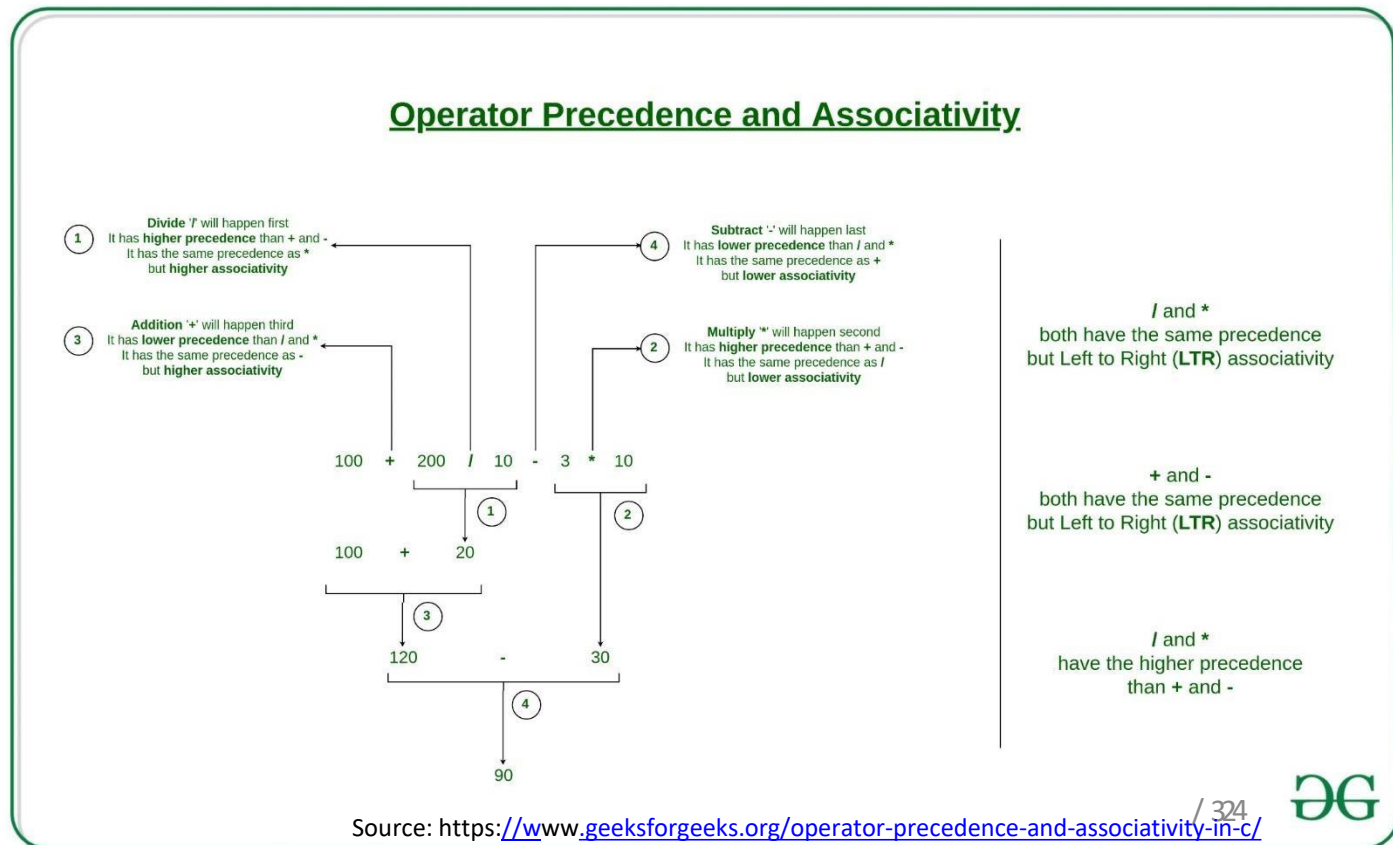 Operator Precedence and Associativity
1
Divide '/' will happen first
It has higher precedence than + and -
It has the same precedence as *
but higher associativity
4
Subtract '-' will happen last
It has lower precedence than / and *
It has the same precedence as +
but lower associativity
3
Addition '+' will happen third
It has lower precedence than / and *
It has the same precedence as -
but higher associativity
2
Multiply '*' will happen second
It has higher precedence than + and -
It has the same precedence as /
but lower associativity
100 + 200 / 10 - 3 * 10
1
2
100 + 20
3
120 - 30
4
90
/ and *
both have the same precedence
but Left to Right (LTR) associativity
+ and -
both have the same precedence
but Left to Right (LTR) associativity
/ and *
have the higher precedence
than + and -
/ 324
Source: https://www.geeksforgeeks.org/operator-precedence-and-associativity-in-c/